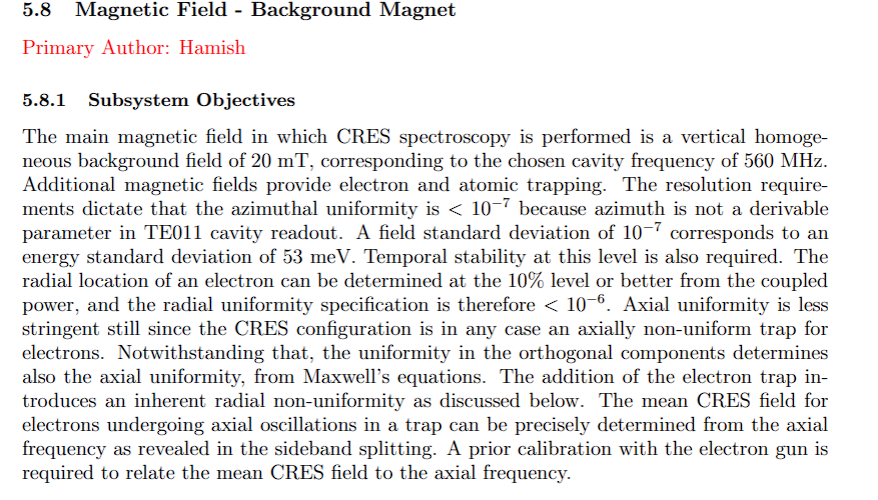 5.8 Magnetic Field - Background Magnet
Primary Author: Hamish
5.8.1 Subsystem Objectives
The main magnetic field in which CRES spectroscopy is performed is a vertical homoge-
neous background field of 20 mT, corresponding to the chosen cavity frequency of 560 MHz.
Additional magnetic fields provide electron and atomic trapping. The resolution require-
ments dictate that the azimuthal uniformity is < 10⁻⁷ because azimuth is not a derivable
parameter in TE011 cavity readout. A field standard deviation of 10⁻⁷ corresponds to an
energy standard deviation of 53 meV. Temporal stability at this level is also required. The
radial location of an electron can be determined at the 10% level or better from the coupled
power, and the radial uniformity specification is therefore < 10⁻⁶. Axial uniformity is less
stringent still since the CRES configuration is in any case an axially non-uniform trap for
electrons. Notwithstanding that, the uniformity in the orthogonal components determines
also the axial uniformity, from Maxwell's equations. The addition of the electron trap in-
troduces an inherent radial non-uniformity as discussed below. The mean CRES field for
electrons undergoing axial oscillations in a trap can be precisely determined from the axial
frequency as revealed in the sideband splitting. A prior calibration with the electron gun is
required to relate the mean CRES field to the axial frequency.